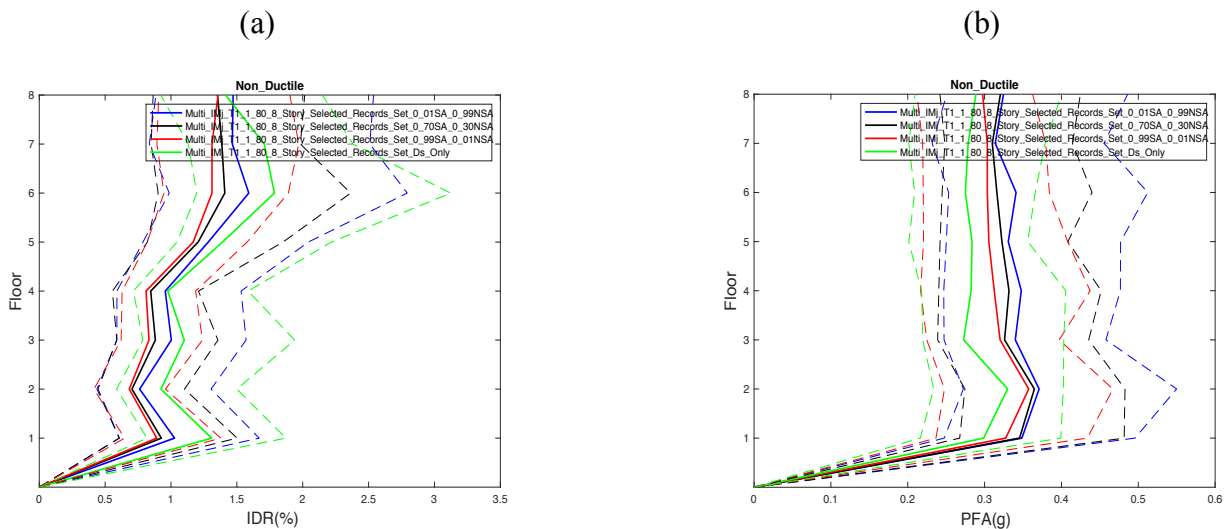 (a)
(b)
Non_Ductile
8
7
6
5
4
3
2
1
Floor
Multi_IMj_T1_1_80_8_Story_Selected_Records_Set_0_01SA_0_99NSA
Multi_IMj_T1_1_80_8_Story_Selected_Records_Set_0_70SA_0_30NSA
Multi_IMj_T1_1_80_8_Story_Selected_Records_Set_0_99SA_0_01NSA
Multi_IMj_T1_1_80_8_Story_Selected_Records_Set_Ds_Only
0 0.5 1 1.5 2 2.5 3 3.5
IDR(%)
Non_Ductile
8
7
6
5
4
3
2
1
Floor
Multi_IMj_T1_1_80_8_Story_Selected_Records_Set_0_01SA_0_99NSA
Multi_IMj_T1_1_80_8_Story_Selected_Records_Set_0_70SA_0_30NSA
Multi_IMj_T1_1_80_8_Story_Selected_Records_Set_0_99SA_0_01NSA
Multi_IMj_T1_1_80_8_Story_Selected_Records_Set_Ds_Only
0 0.1 0.2 0.3 0.4 0.5 0.6
PFA(g)